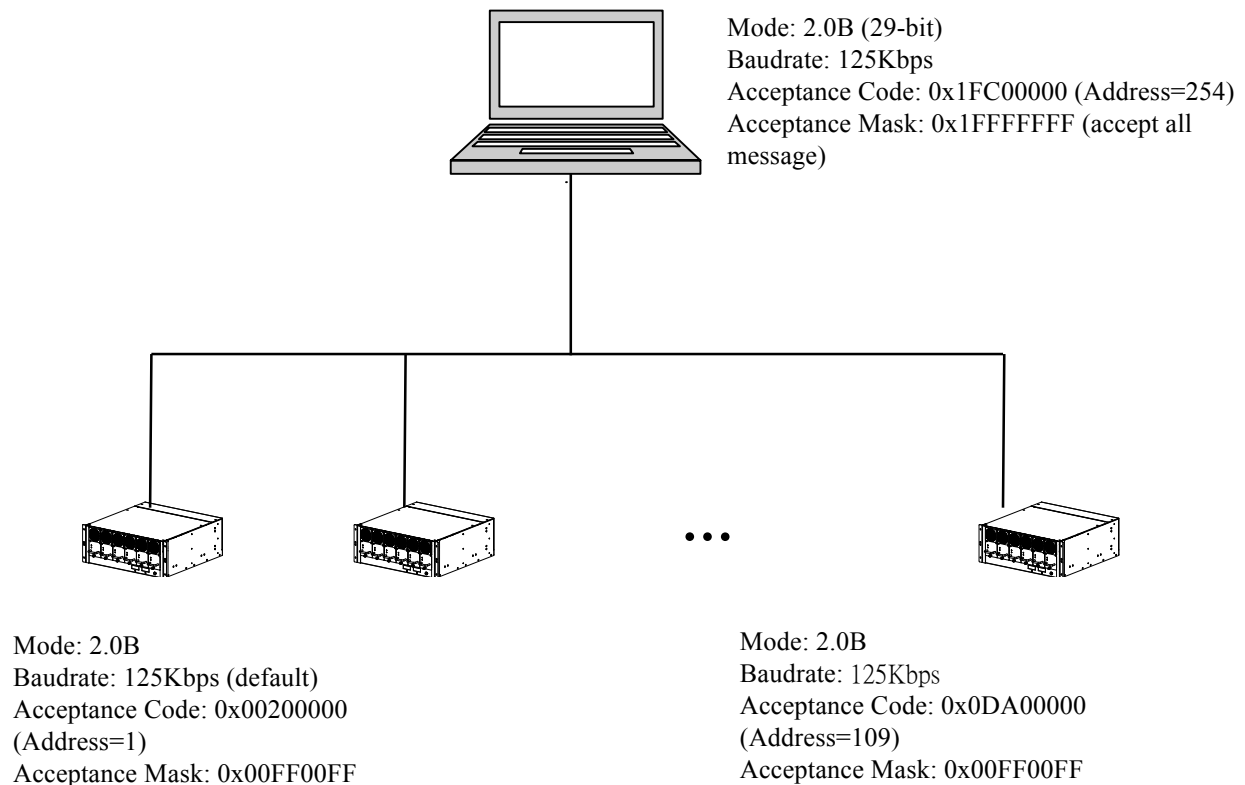 Mode: 2.0B (29-bit)
Baudrate: 125Kbps
Acceptance Code: 0x1FC00000 (Address=254)
Acceptance Mask: 0x1FFFFFFF (accept all
message)
Mode: 2.0B
Baudrate: 125Kbps (default)
Acceptance Code: 0x00200000
(Address=1)
Acceptance Mask: 0x00FF00FF
Mode: 2.0B
Baudrate: 125Kbps
Acceptance Code: 0x0DA00000
(Address=109)
Acceptance Mask: 0x00FF00FF